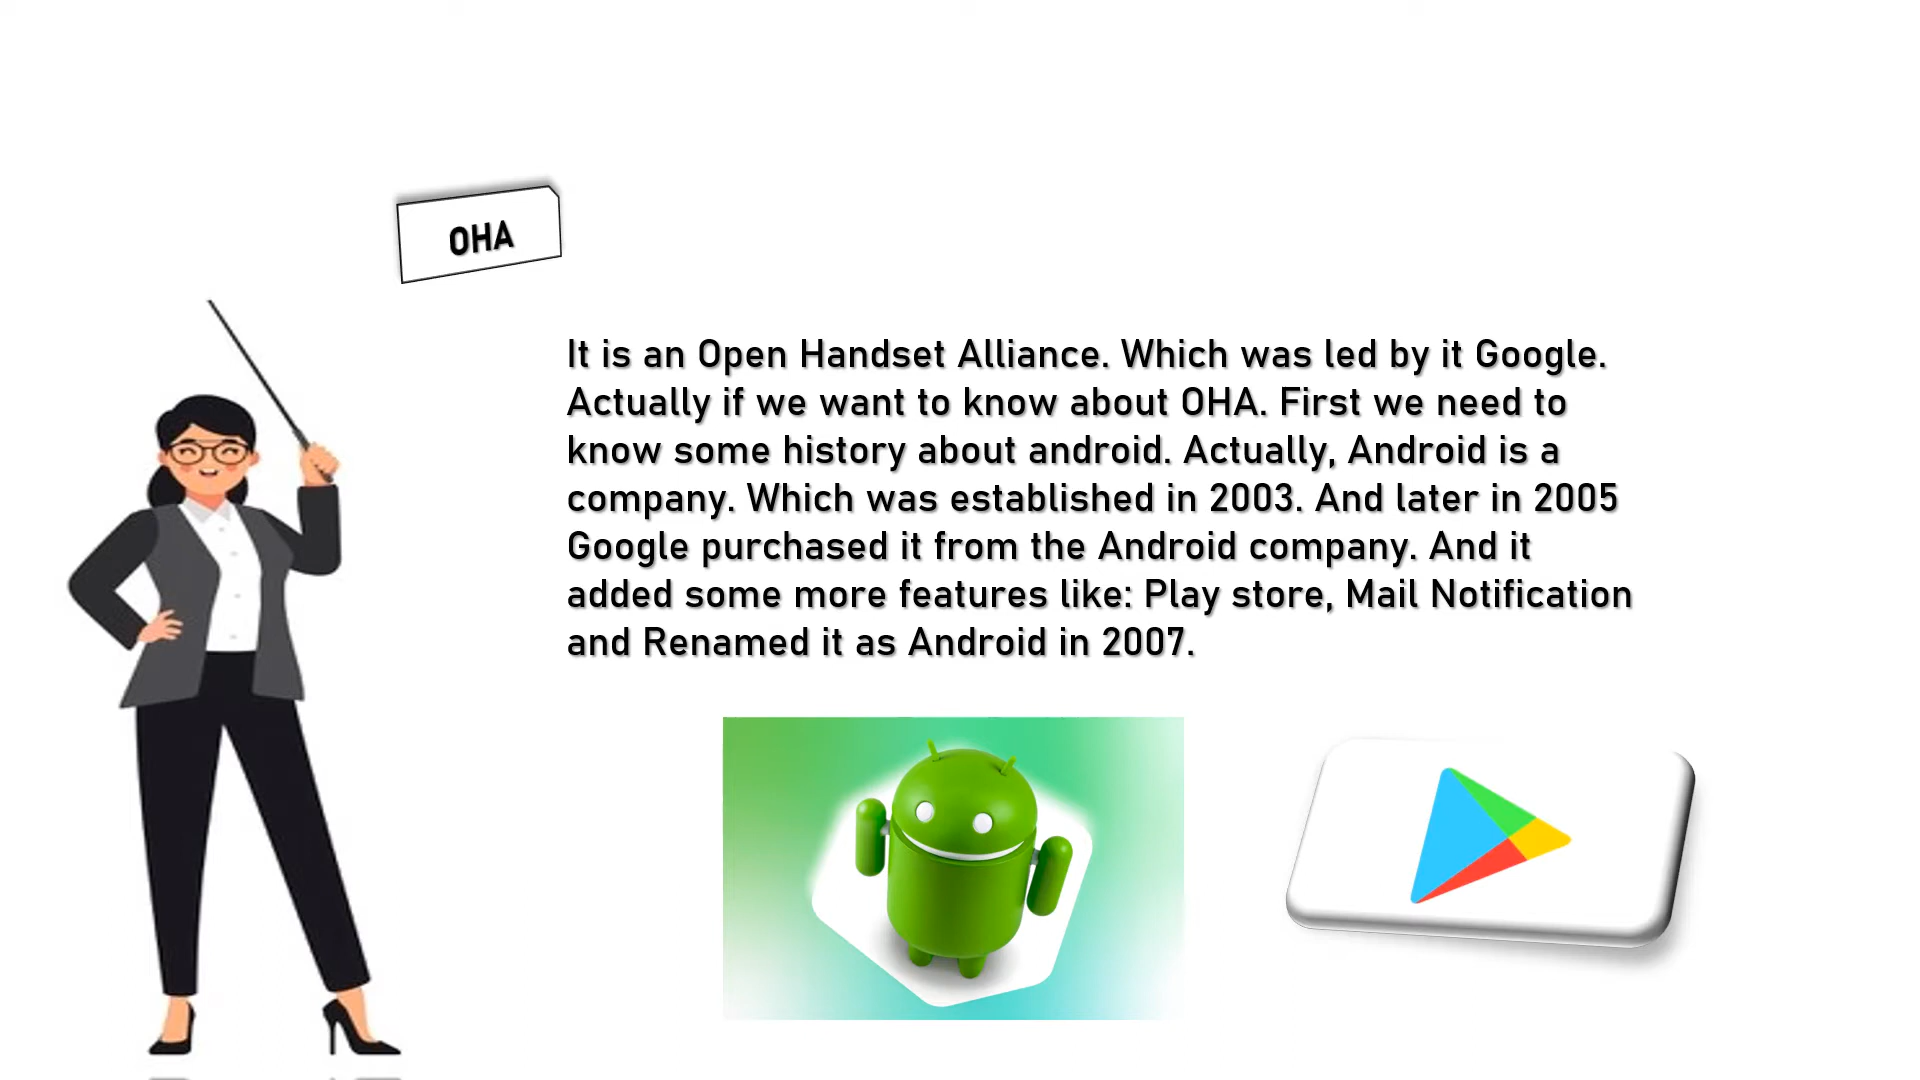 OHA
It is an Open Handset Alliance. Which was led by it Google.
Actually if we want to know about OHA. First we need to
know some history about android. Actually, Android is a
company. Which was established in 2003. And later in 2005
Google purchased it from the Android company. And it
added some more features like: Play store, Mail Notification
and Renamed it as Android in 2007.